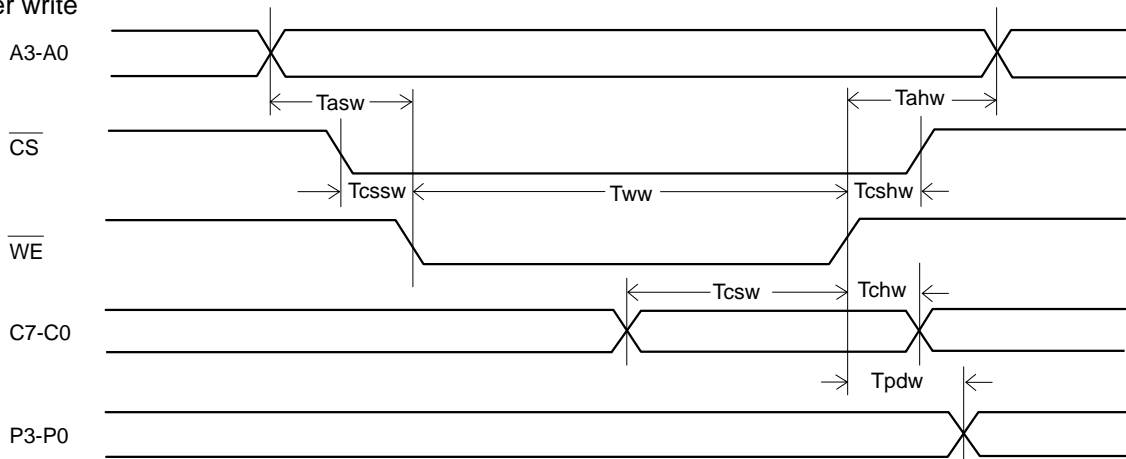 er write
A3-A0
Tasw
Tahw
CS
Tcssw
Tww
Tcshw
WE
Tcsw
Tchw
C7-C0
Tpdw
P3-P0